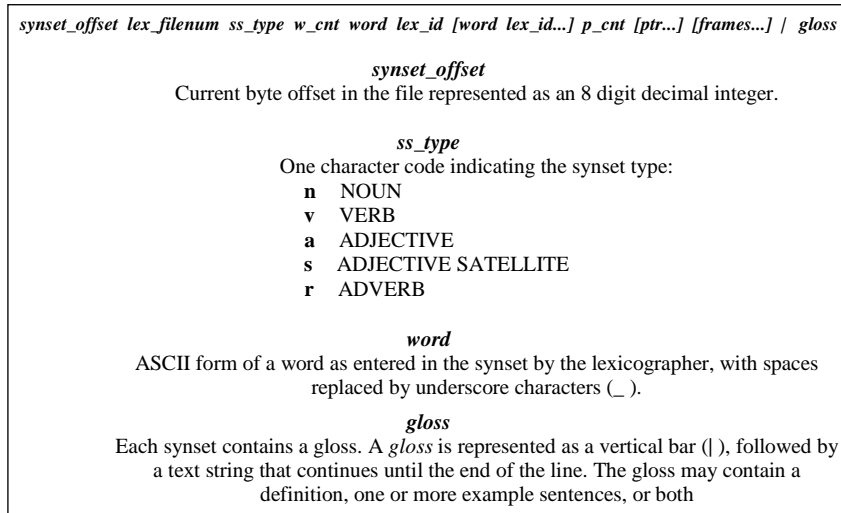 synset_offset lex_filenum ss_type w_cnt word lex_id [word lex_id...] p_cnt [ptr...] [frames...] | gloss
synset_offset
Current byte offset in the file represented as an 8 digit decimal integer.
ss_type
One character code indicating the synset type:
n NOUN
v VERB
a ADJECTIVE
s ADJECTIVE SATELLITE
r ADVERB
word
ASCII form of a word as entered in the synset by the lexicographer, with spaces
replaced by underscore characters (_ ).
gloss
Each synset contains a gloss. A gloss is represented as a vertical bar (| ), followed by
a text string that continues until the end of the line. The gloss may contain a
definition, one or more example sentences, or both